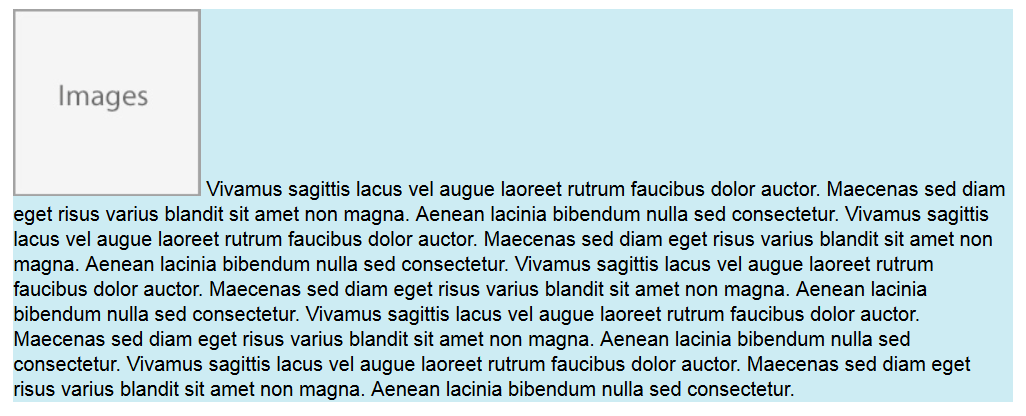 Images
Vivamus sagittis lacus vel augue laoreet rutrum faucibus dolor auctor. Maecenas sed diam
eget risus varius blandit sit amet non magna. Aenean lacinia bibendum nulla sed consectetur. Vivamus sagittis
lacus vel augue laoreet rutrum faucibus dolor auctor. Maecenas sed diam eget risus varius blandit sit amet non
magna. Aenean lacinia bibendum nulla sed consectetur. Vivamus sagittis lacus vel augue laoreet rutrum
faucibus dolor auctor. Maecenas sed diam eget risus varius blandit sit amet non magna. Aenean lacinia
bibendum nulla sed consectetur. Vivamus sagittis lacus vel augue laoreet rutrum faucibus dolor auctor.
Maecenas sed diam eget risus varius blandit sit amet non magna. Aenean lacinia bibendum nulla sed
consectetur. Vivamus sagittis lacus vel augue laoreet rutrum faucibus dolor auctor. Maecenas sed diam eget
risus varius blandit sit amet non magna. Aenean lacinia bibendum nulla sed consectetur.